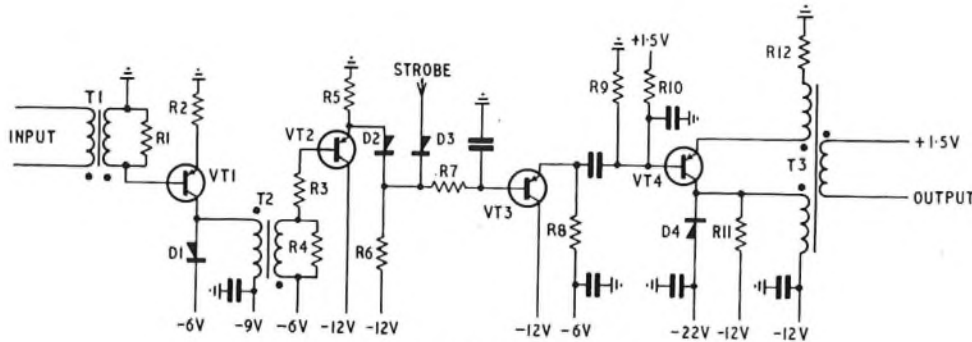 +1·5V
R12
R9
R10
STROBE
R5
R2
T1
D2
D3
INPUT
R1
VT2
T3
+1·5V
VT1
R7
VT4
T2
R3
OUTPUT
VT3
R8
D4
R11
D1
R4
R6
-6V
-9V
-6V
-12V
-12V
-12V
-6V
-22V
-12V
-12V